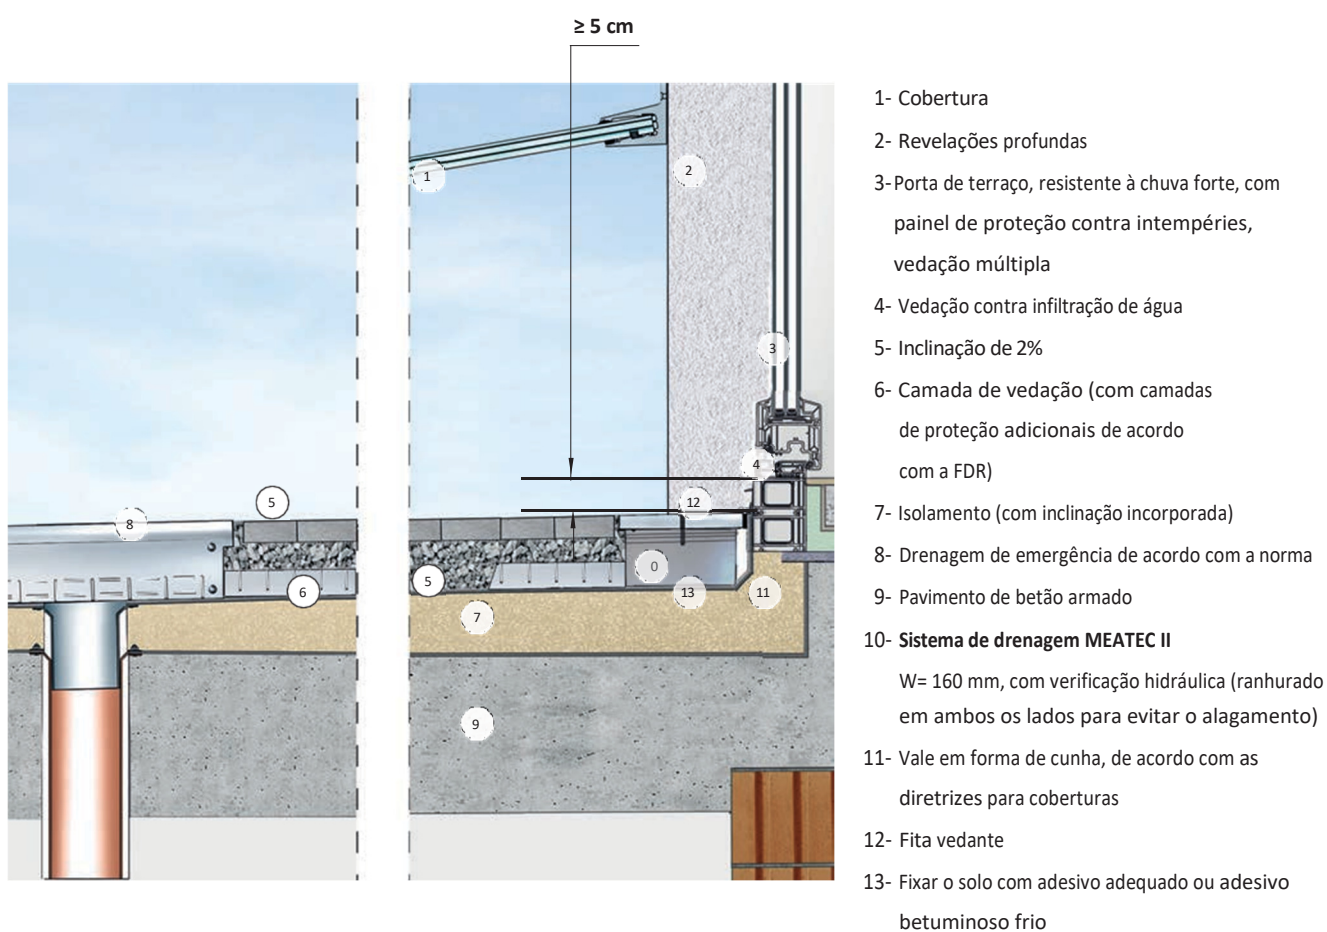 ≥ 5 cm
1
2
3
4
5
12
8
0
5
6
13
11
7
9
1- Cobertura
2- Revelações profundas
3-Porta de terraço, resistente à chuva forte, com
painel de proteção contra intempéries,
vedação múltipla
4- Vedação contra infiltração de água
5- Inclinação de 2%
6- Camada de vedação (com camadas
de proteção adicionais de acordo
com a FDR)
7- Isolamento (com inclinação incorporada)
8- Drenagem de emergência de acordo com a norma
9- Pavimento de betão armado
10- Sistema de drenagem MEATEC II
W= 160 mm, com verificação hidráulica (ranhurado
em ambos os lados para evitar o alagamento)
11- Vale em forma de cunha, de acordo com as
diretrizes para coberturas
12- Fita vedante
13- Fixar o solo com adesivo adequado ou adesivo
betuminoso frio